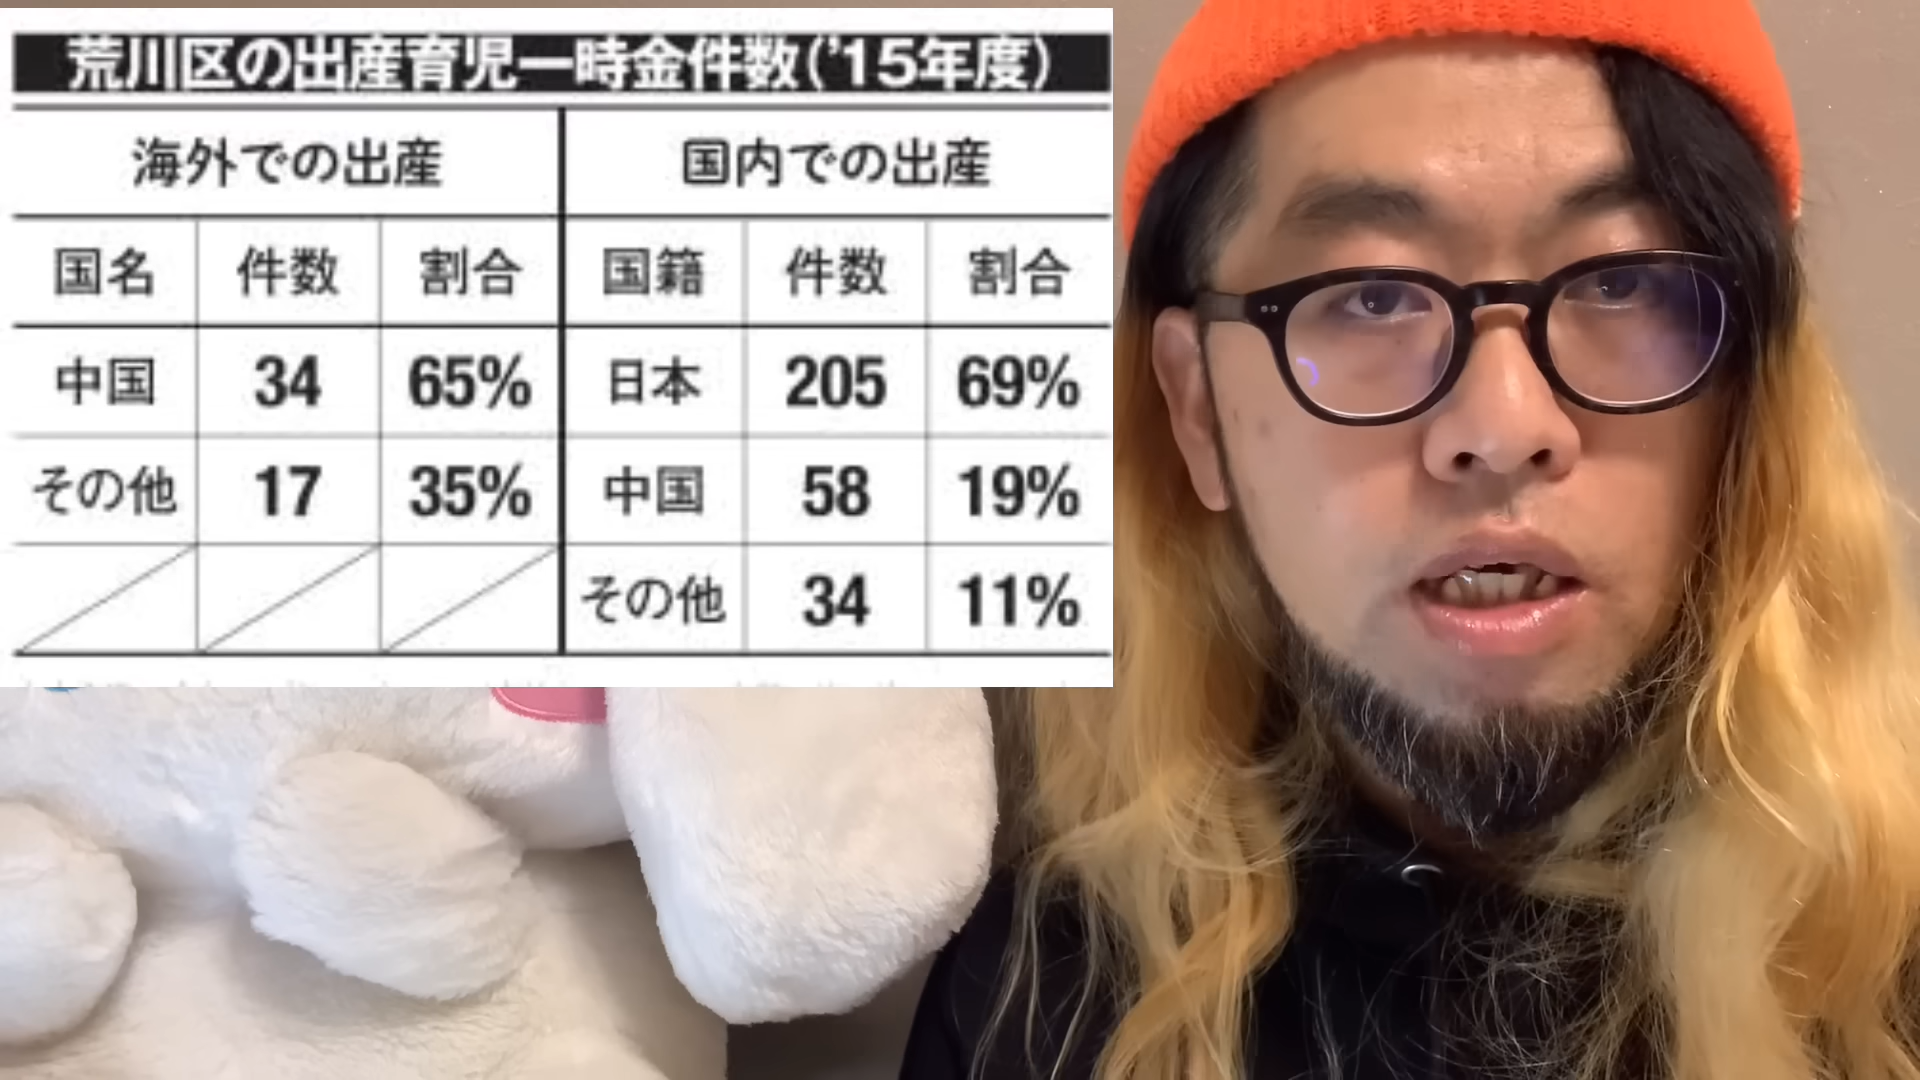 荒川区の出産育児一時金件数('15年度)
海外での出産 国内での出産
国名 件数 割合 国籍 件数 割合
中国 34 65% 日本 205 69%
その他 17 35% 中国 58 19%
その他 34 11%